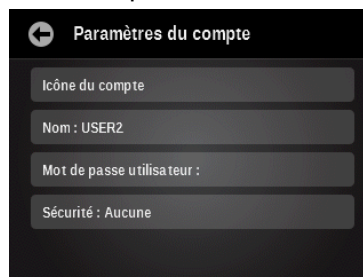 Paramètres du compte
Icône du compte
Nom : USER2
Mot de passe utilisateur :
Sécurité : Aucune